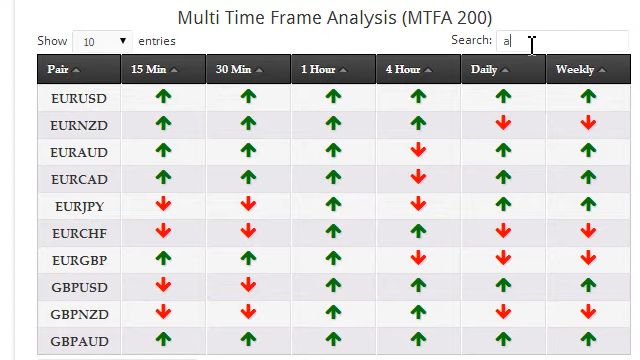 Multi Time Frame Analysis (MTFA 200)
Show 10 entries Search: a
Pair 15 Min 30 Min 1 Hour 4 Hour Daily Weekly
EURUSD
EURNZD
EURAUD
EURCAD
EURJPY
EURCHF
EURGBP
GBPUSD
GBPNZD
GBPAUD